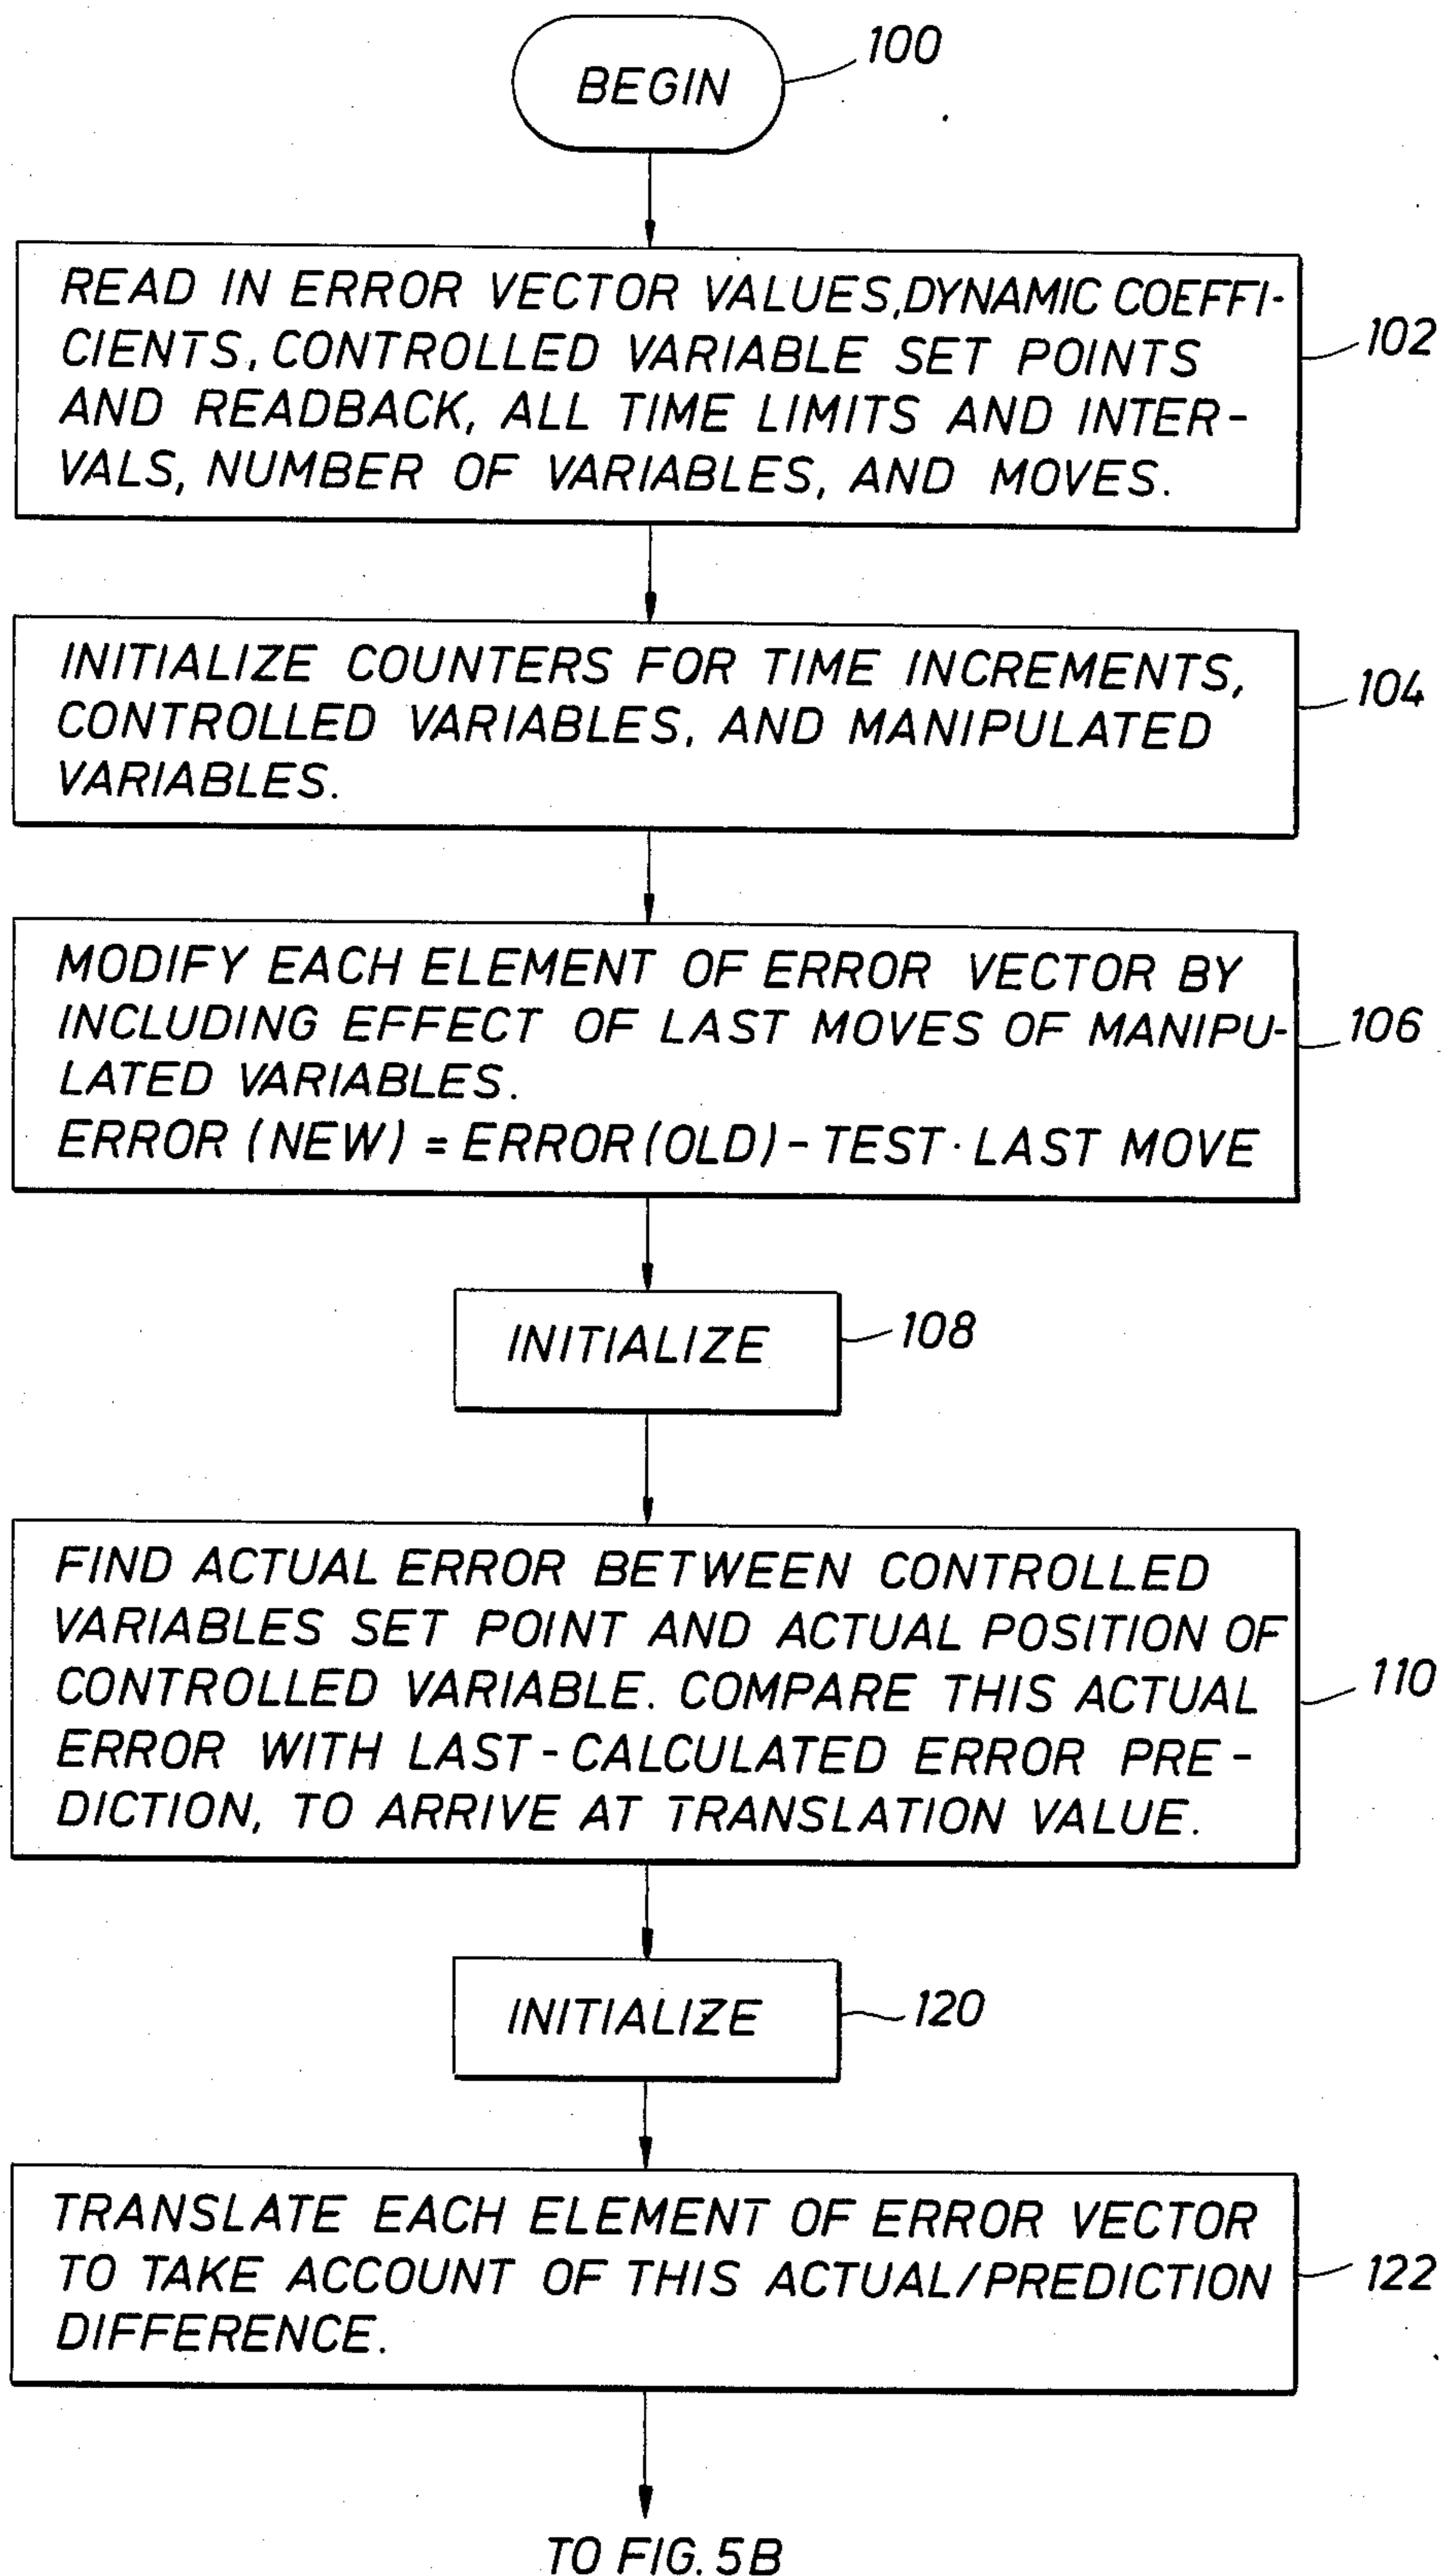 BEGIN
100
READ IN ERROR VECTOR VALUES, DYNAMIC COEFFI-
CIENTS, CONTROLLED VARIABLE SET POINTS
AND READBACK, ALL TIME LIMITS AND INTER-
VALS, NUMBER OF VARIABLES, AND MOVES.
102
INITIALIZE COUNTERS FOR TIME INCREMENTS,
CONTROLLED VARIABLES, AND MANIPULATED
VARIABLES.
104
MODIFY EACH ELEMENT OF ERROR VECTOR BY
INCLUDING EFFECT OF LAST MOVES OF MANIPU-
LATED VARIABLES.
ERROR (NEW) = ERROR (OLD) - TEST · LAST MOVE
106
INITIALIZE
108
FIND ACTUAL ERROR BETWEEN CONTROLLED
VARIABLES SET POINT AND ACTUAL POSITION OF
CONTROLLED VARIABLE. COMPARE THIS ACTUAL
ERROR WITH LAST-CALCULATED ERROR PRE-
DICTION, TO ARRIVE AT TRANSLATION VALUE.
110
INITIALIZE
120
TRANSLATE EACH ELEMENT OF ERROR VECTOR
TO TAKE ACCOUNT OF THIS ACTUAL/PREDICTION
DIFFERENCE.
122
TO FIG. 5B